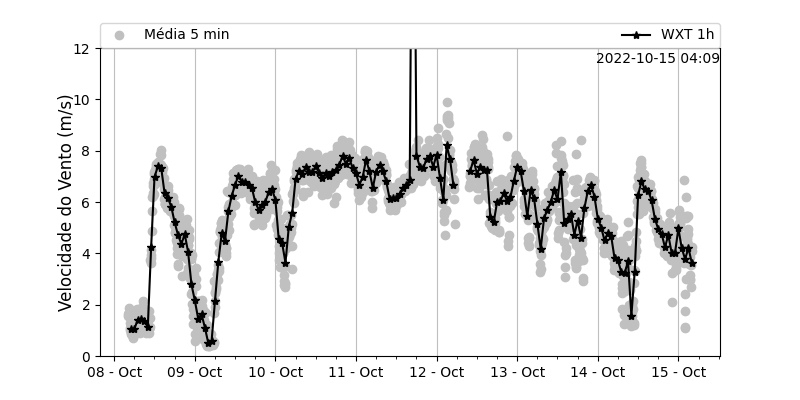 Média 5 min
WXT 1h
2022-10-15 04:09
Velocidade do Vento (m/s)
12
10
8
6
4
2
0
08 - Oct
09 - Oct
10 - Oct
11 - Oct
12 - Oct
13 - Oct
14 - Oct
15 - Oct